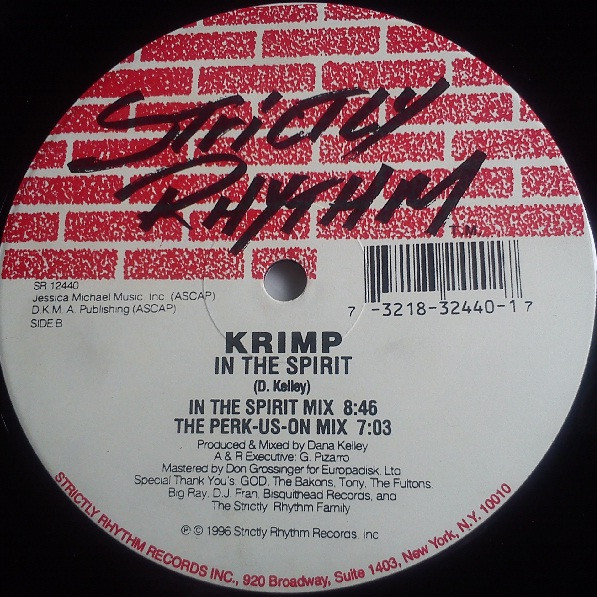 STRICTLY
RHYTHM
T.M.
SR 12440
Jessica Michael Music, Inc. (ASCAP)
D.K.M.A. Publishing (ASCAP)
SIDE B
7 -3218-32440-1 7
KRIMP
IN THE SPIRIT
(D. Kelley)
IN THE SPIRIT MIX 8:46
THE PERK-US-ON MIX 7:03
Produced & Mixed by Dana Kelley
A & R Executive: G. Pizarro
Mastered by Don Grossinger for Europadisk, Ltd
Special Thank You's: GOD, The Bakons, Tony, The Fultons,
Big Ray, D.J. Fran, Bisquithead Records, and
The Strictly Rhythm Family
℗ © 1996 Strictly Rhythm Records, Inc
STRICTLY RHYTHM RECORDS INC., 920 Broadway, Suite 1403, New York, N.Y. 10010